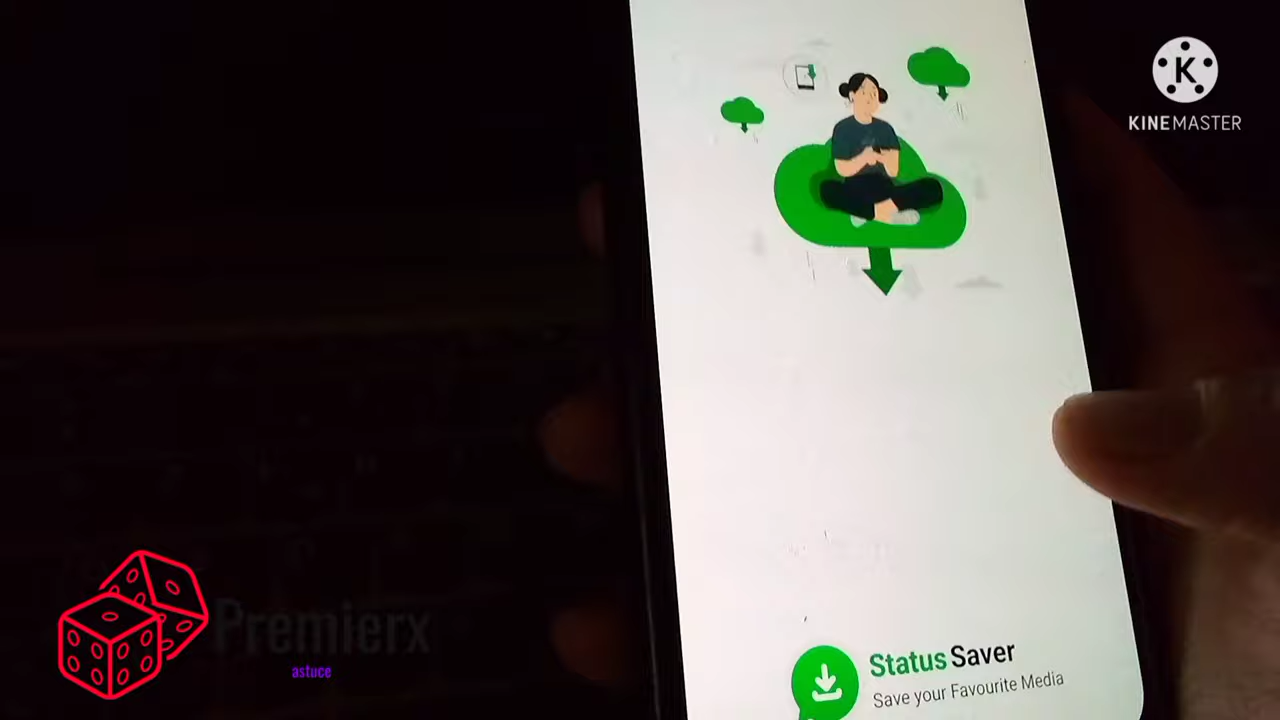 K
KINEMASTER
Premierx
astuce
Status Saver
Save your Favourite Media